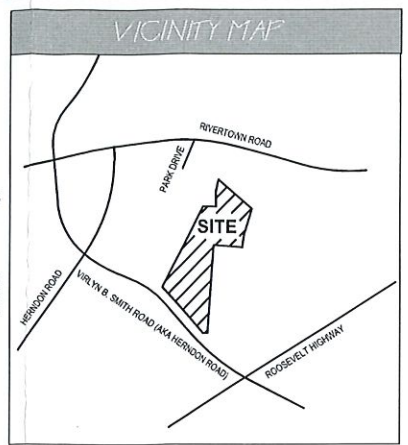 VICINITY MAP
RIVERTOWN ROAD
PARK DRIVE
SITE
HERNDON ROAD
VIRLYN B. SMITH ROAD (AKA HERNDON ROAD)
ROOSEVELT HIGHWAY